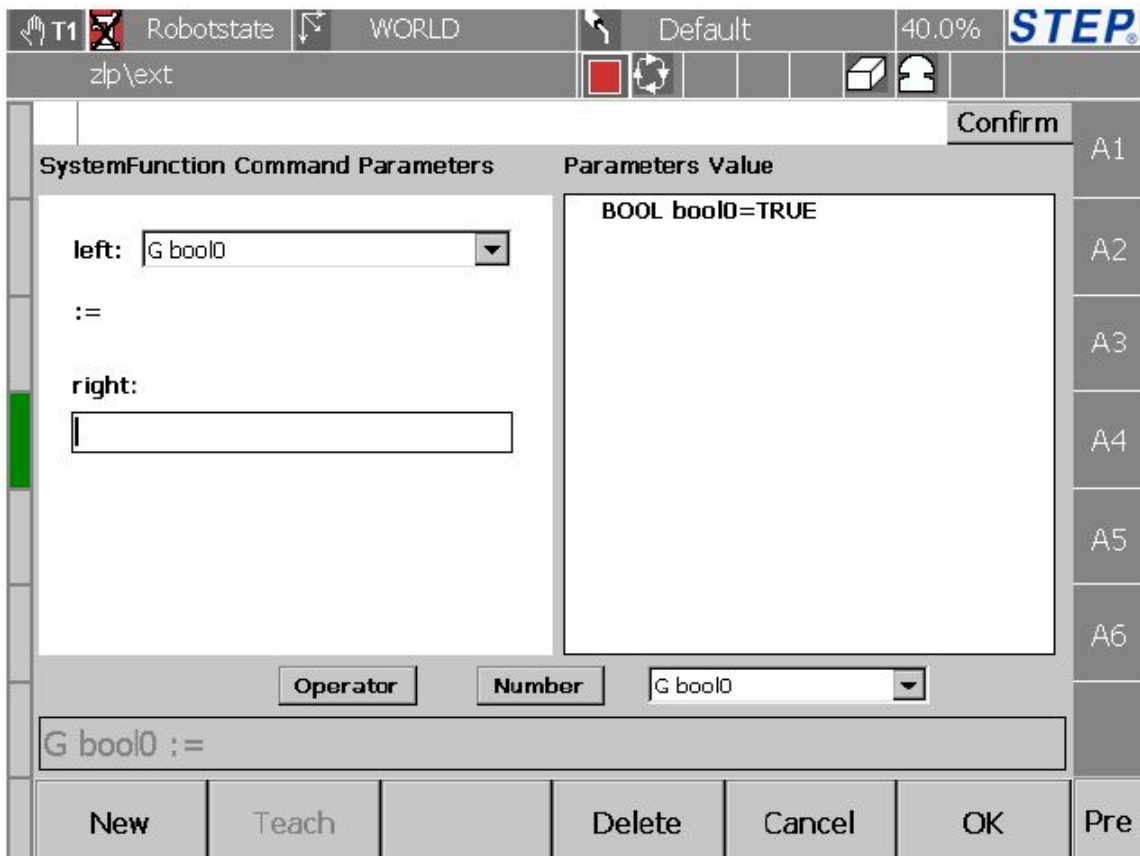 T1 Robotstate WORLD Default 40.0% STEP®
zlp\ext
Confirm
A1
SystemFunction Command Parameters Parameters Value
BOOL bool0=TRUE
left: G bool0
A2
:=
A3
right:
A4
A5
A6
Operator Number G bool0
G bool0 :=
New Teach Delete Cancel OK Pre